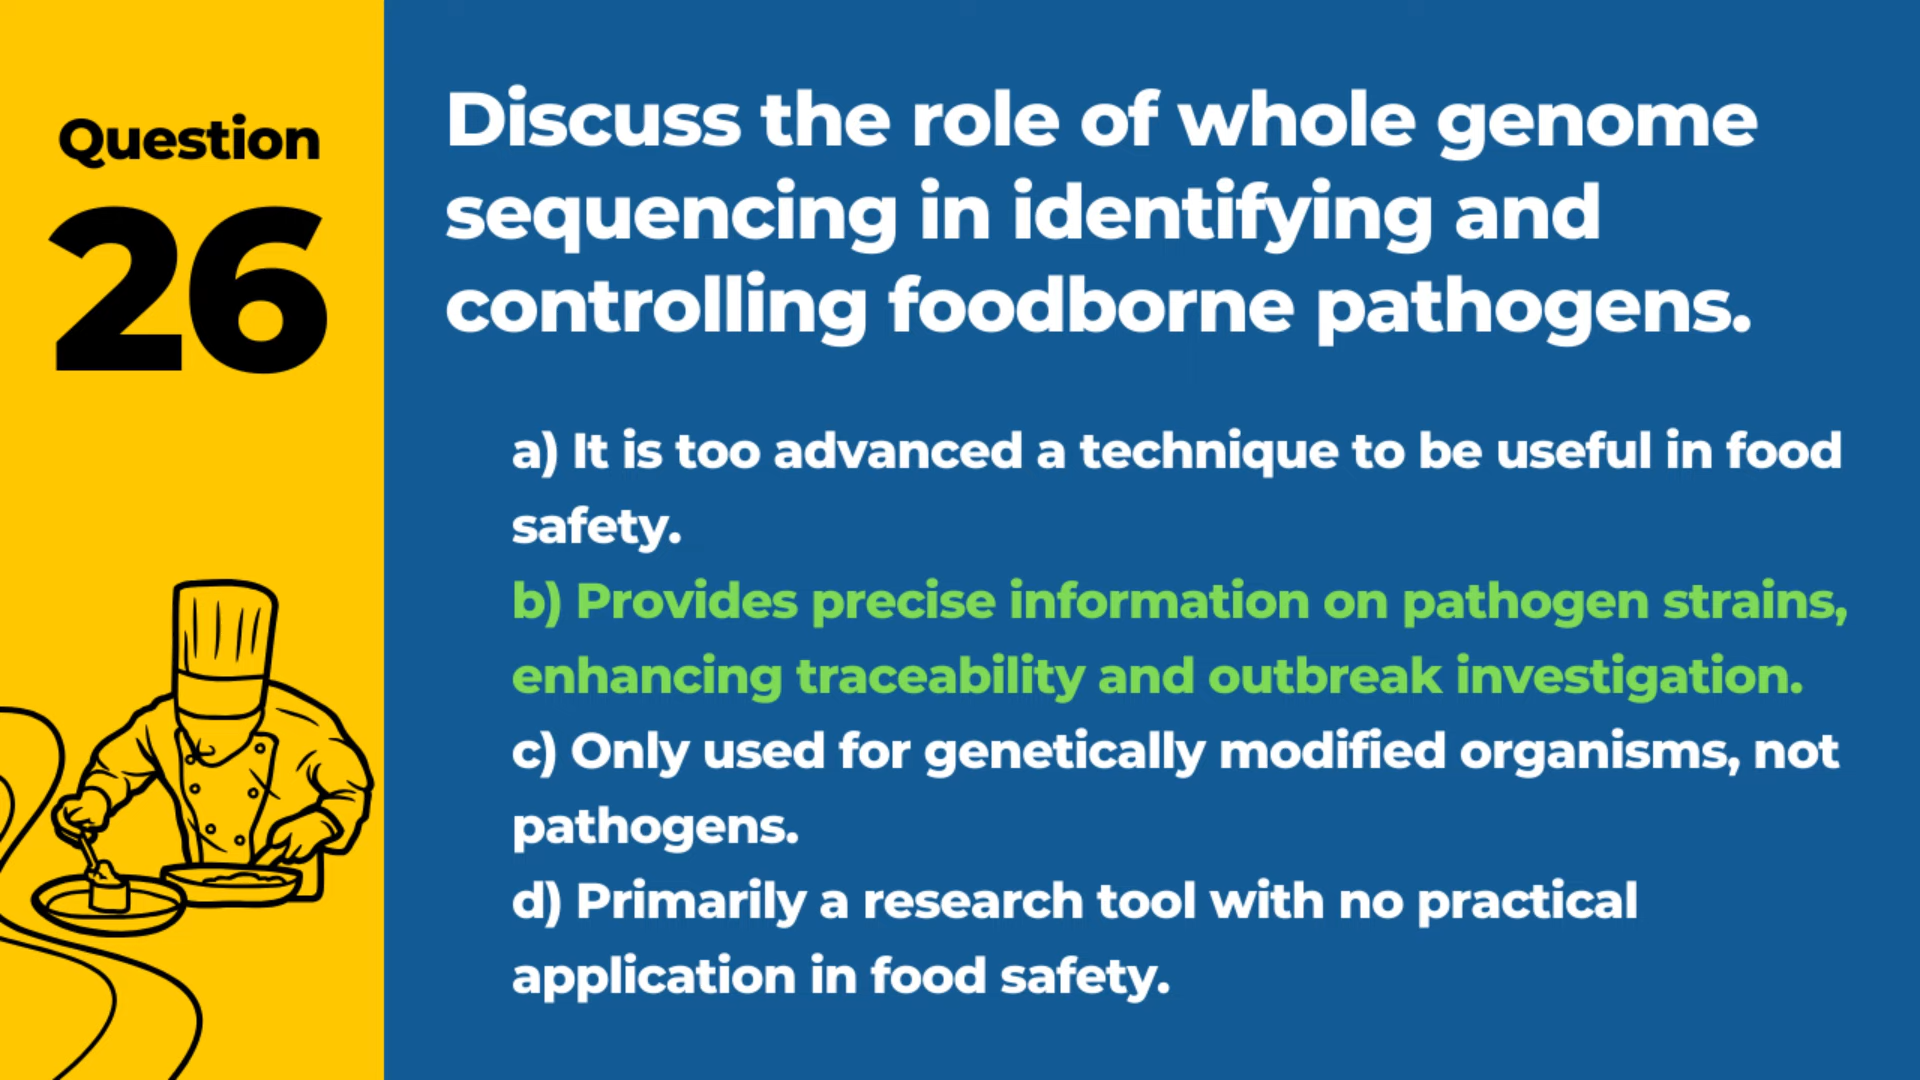 Question
26
Discuss the role of whole genome
sequencing in identifying and
controlling foodborne pathogens.
a) It is too advanced a technique to be useful in food
safety.
b) Provides precise information on pathogen strains,
enhancing traceability and outbreak investigation.
c) Only used for genetically modified organisms, not
pathogens.
d) Primarily a research tool with no practical
application in food safety.